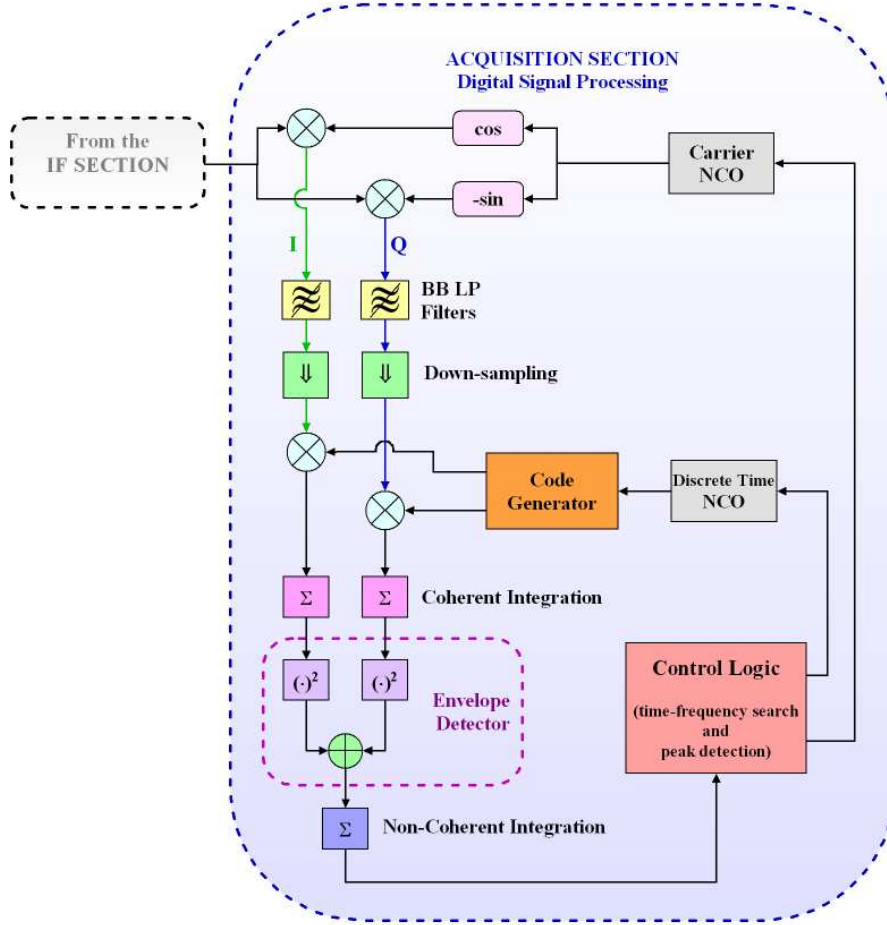 ACQUISITION SECTION
Digital Signal Processing
From the
IF SECTION
cos
Carrier
NCO
-sin
I
Q
BB LP
Filters
⇓
⇓
Down-sampling
Code
Generator
Discrete Time
NCO
Σ
Σ
Coherent Integration
(·)²
(·)²
Envelope
Detector
Control Logic
(time-frequency search
and
peak detection)
Σ
Non-Coherent Integration